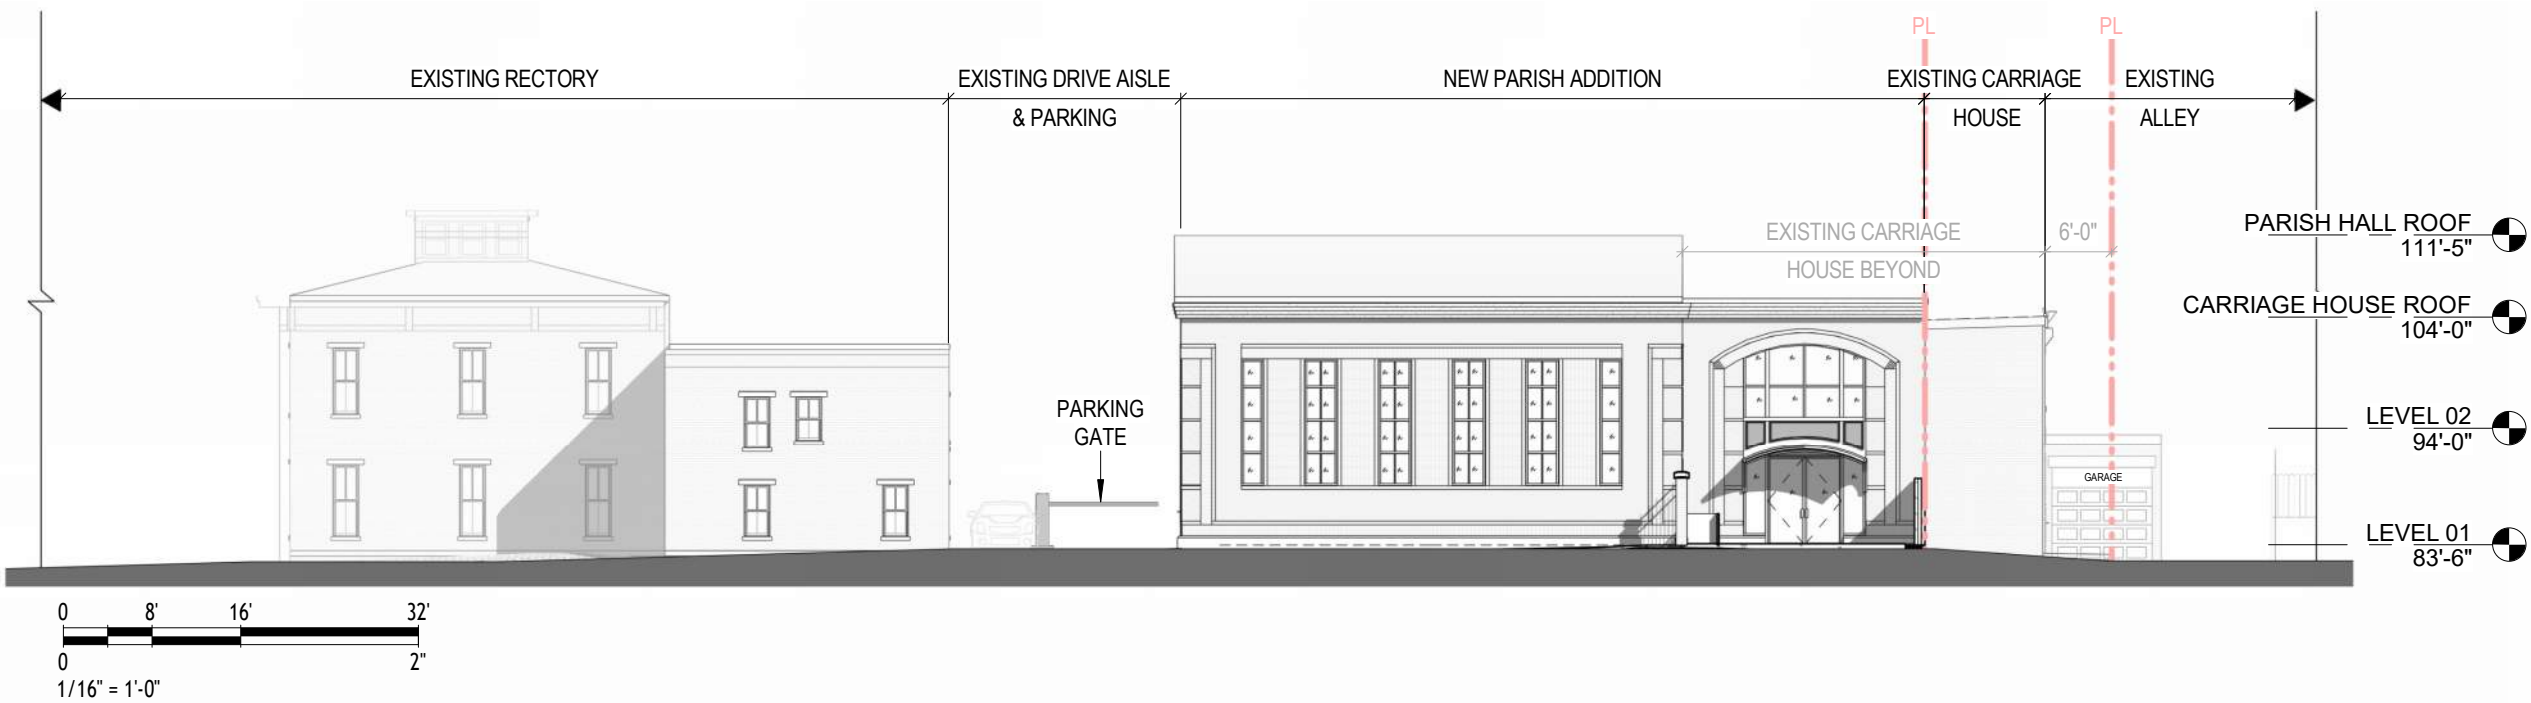 PL
PL
EXISTING RECTORY
EXISTING DRIVE AISLE
& PARKING
NEW PARISH ADDITION
EXISTING CARRIAGE
HOUSE
EXISTING
ALLEY
EXISTING CARRIAGE
HOUSE BEYOND
6'-0"
PARISH HALL ROOF
111'-5"
CARRIAGE HOUSE ROOF
104'-0"
PARKING
GATE
LEVEL 02
94'-0"
GARAGE
LEVEL 01
83'-6"
0 8' 16' 32'
0 2"
1/16" = 1'-0"